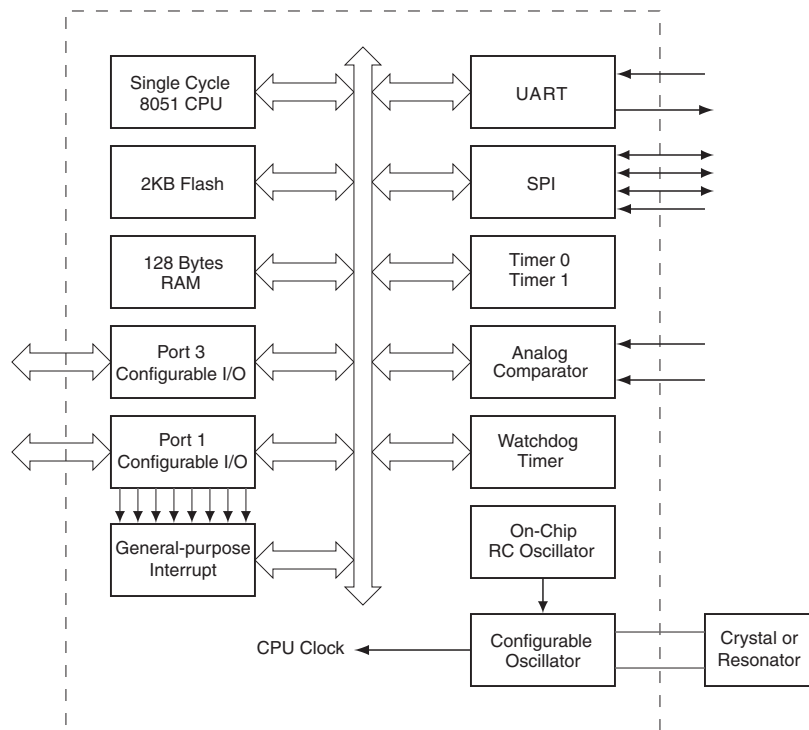 Single Cycle
8051 CPU
2KB Flash
128 Bytes
RAM
Port 3
Configurable I/O
Port 1
Configurable I/O
General-purpose
Interrupt
UART
SPI
Timer 0
Timer 1
Analog
Comparator
Watchdog
Timer
On-Chip
RC Oscillator
CPU Clock
Configurable
Oscillator
Crystal or
Resonator